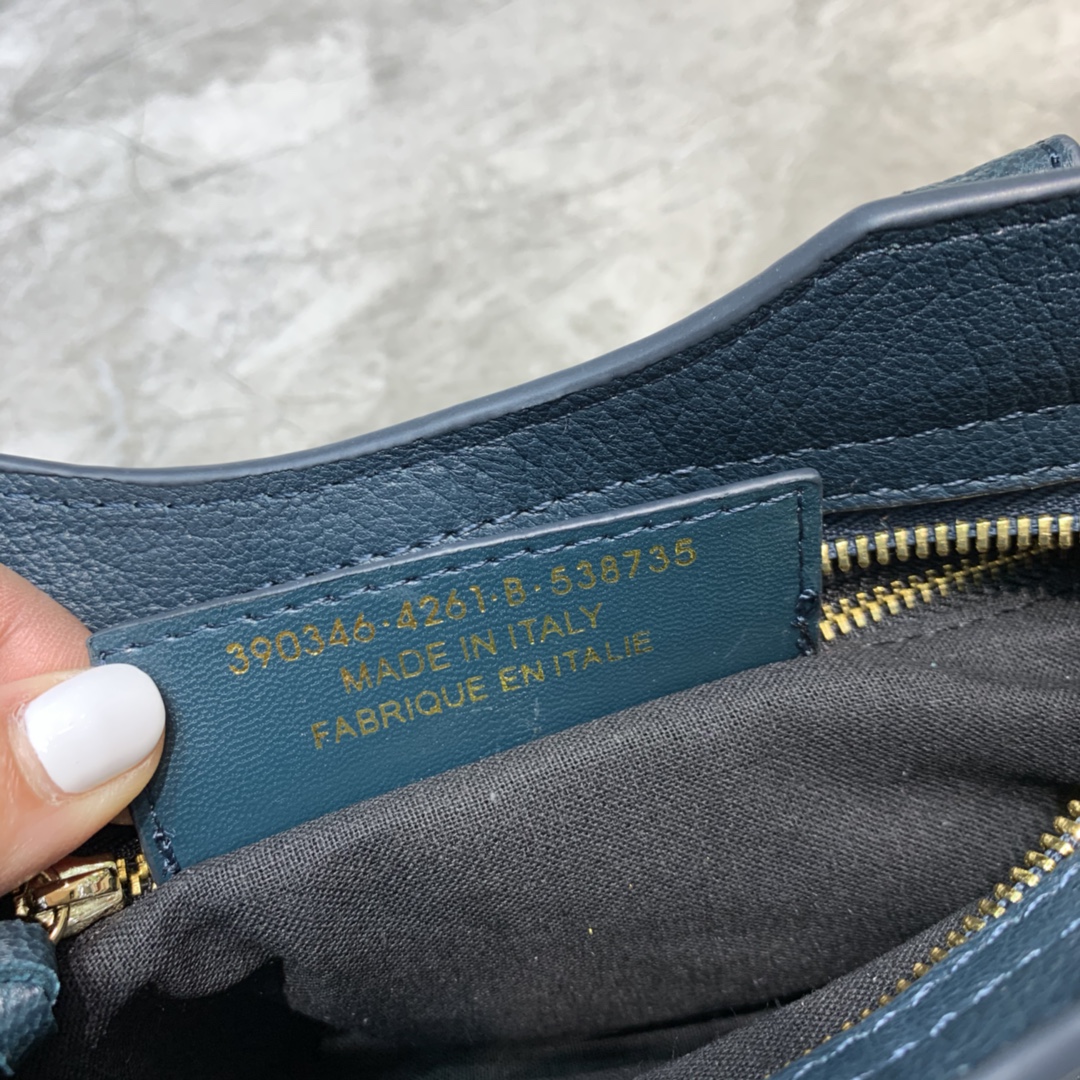 390346·4261·B·538735
MADE IN ITALY
FABRIQUE EN ITALIE